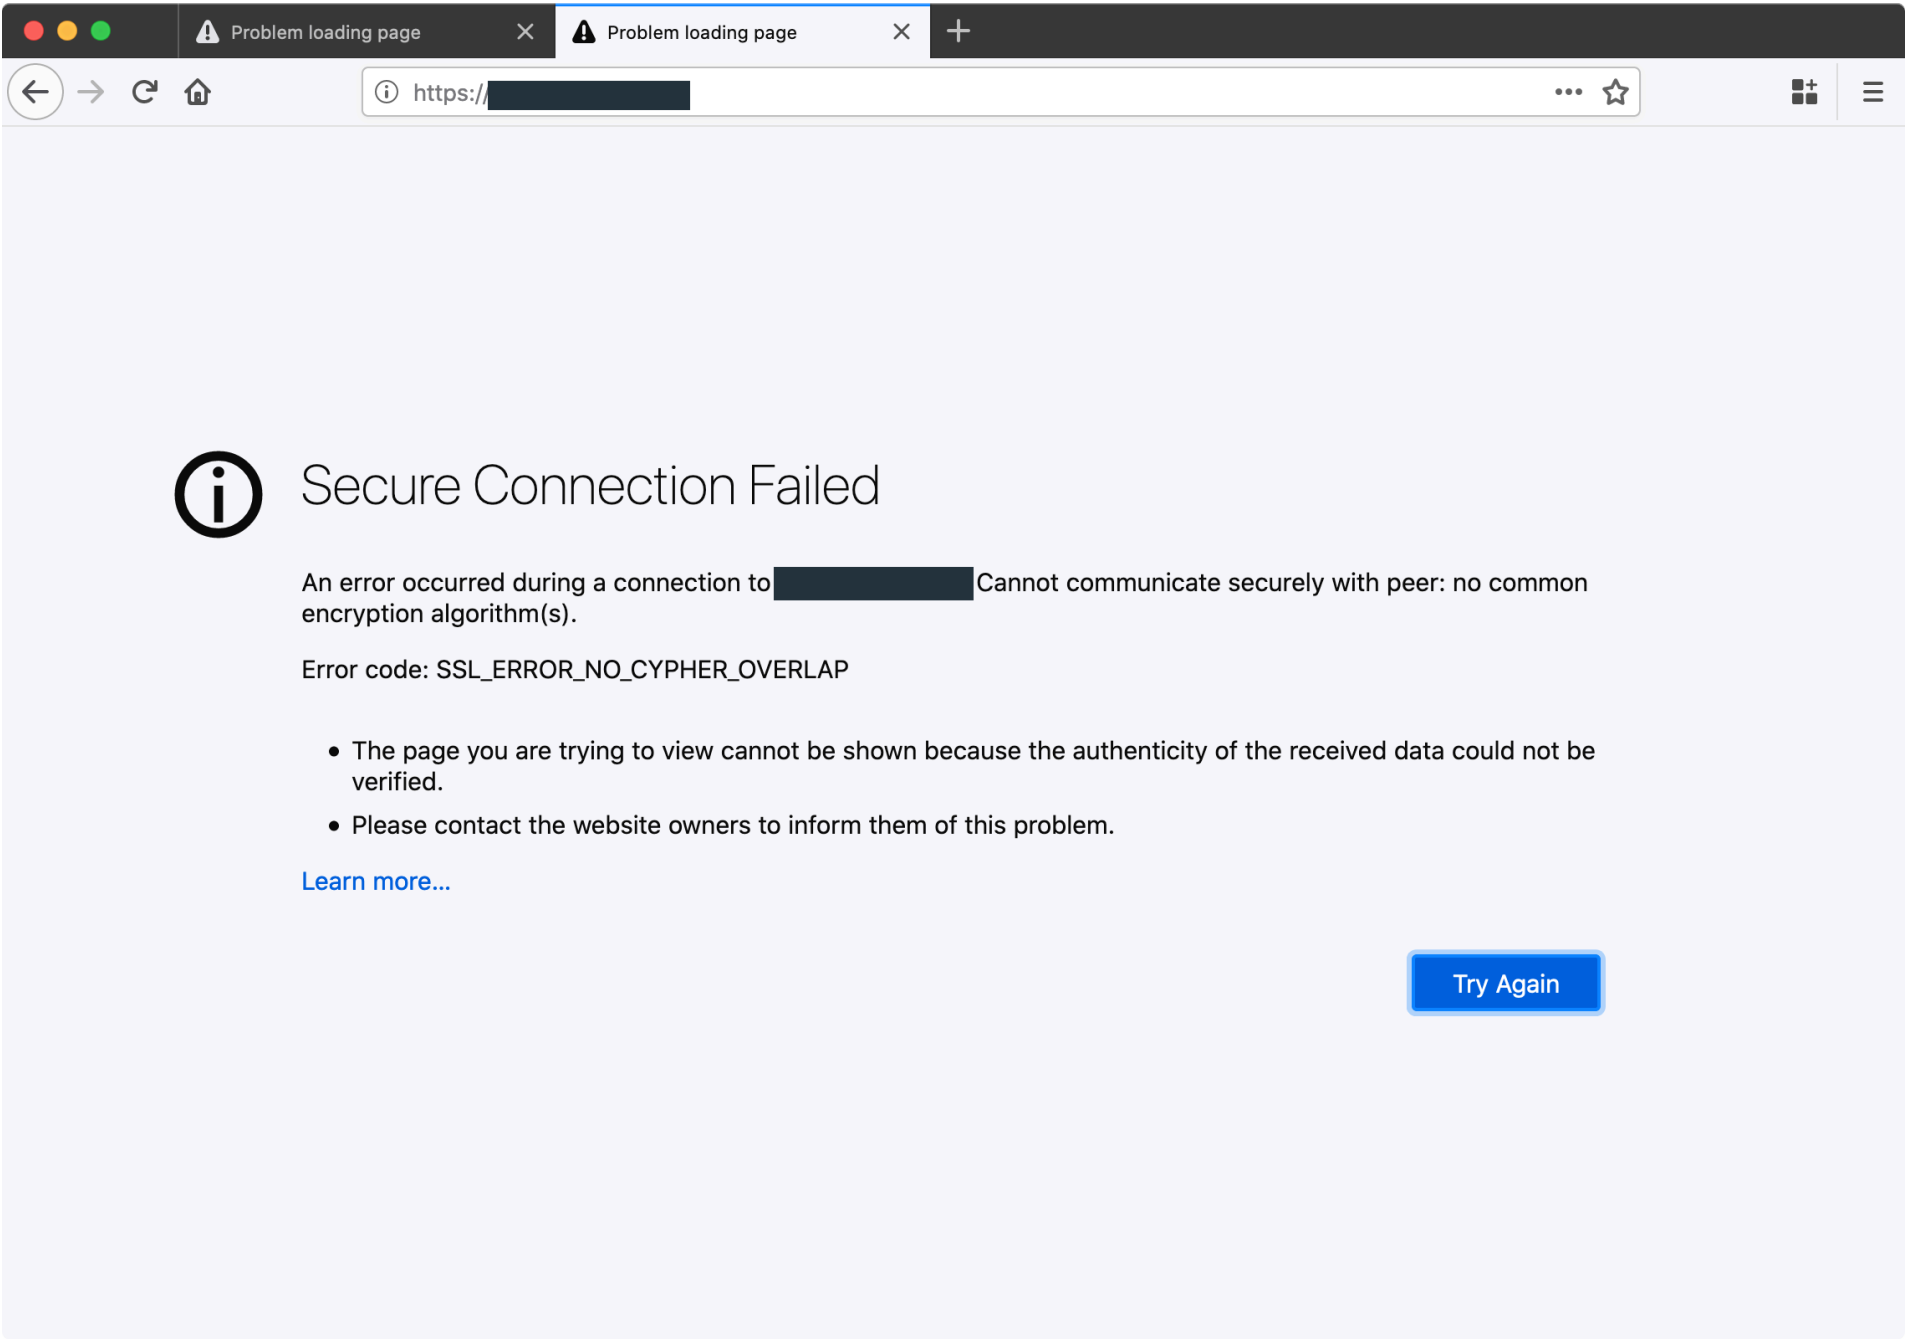 Problem loading page
Problem loading page
https://
Secure Connection Failed
An error occurred during a connection to Cannot communicate securely with peer: no common
encryption algorithm(s).
Error code: SSL_ERROR_NO_CYPHER_OVERLAP
• The page you are trying to view cannot be shown because the authenticity of the received data could not be
verified.
• Please contact the website owners to inform them of this problem.
Learn more...
Try Again